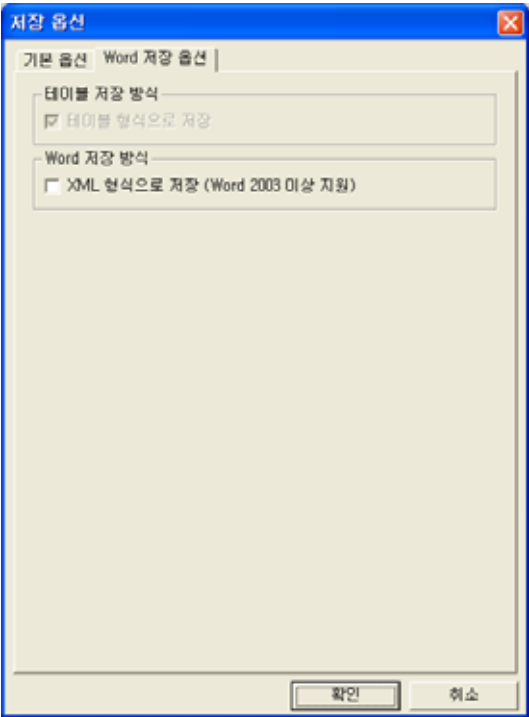 저장 옵션
기본 옵션
Word 저장 옵션
테이블 저장 방식
테이블 형식으로 저장
Word 저장 방식
XML 형식으로 저장 (Word 2003 이상 지원)
확인
취소